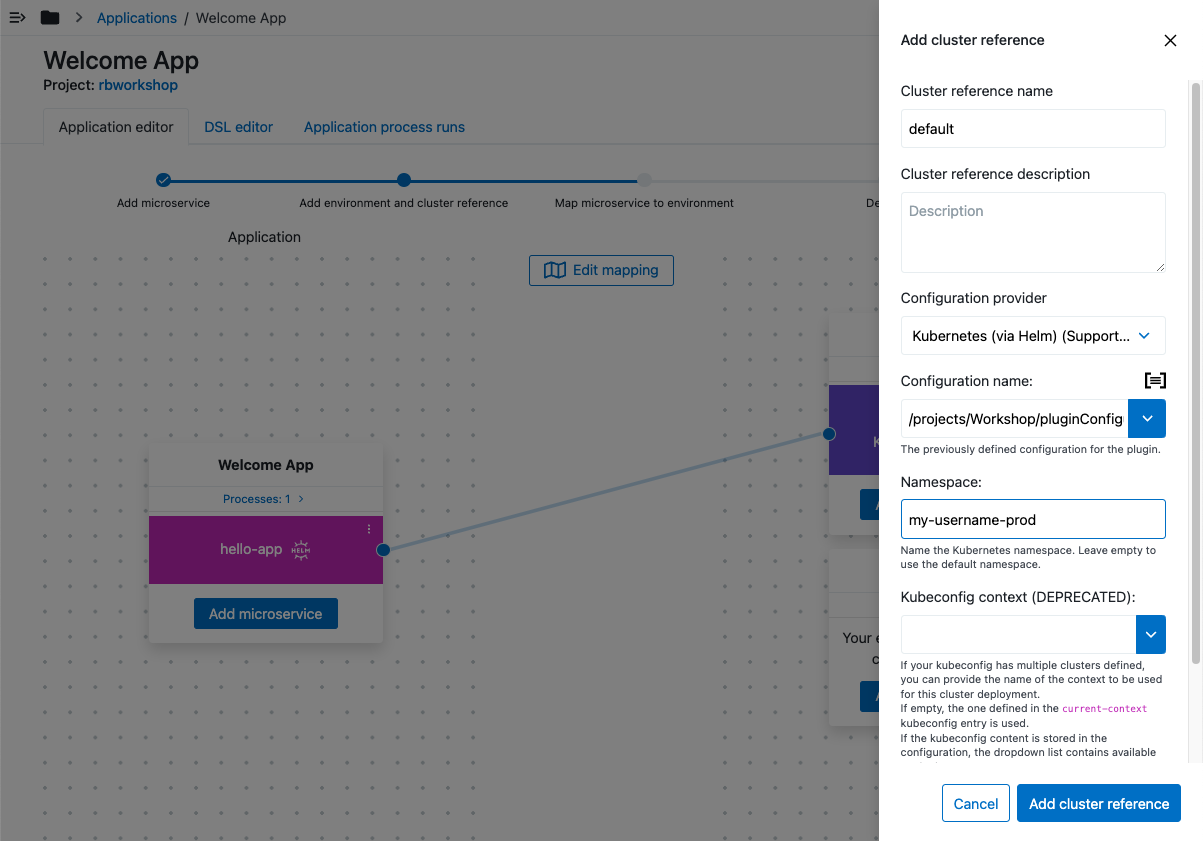 Applications / Welcome App
Welcome App
Project: rbworkshop
Application editor
DSL editor
Application process runs
Add microservice
Add environment and cluster reference
Map microservice to environment
De
Application
Edit mapping
Welcome App
Processes: 1
hello-app
HELM
Add microservice
K
A
Your e
c
A
Add cluster reference
Cluster reference name
default
Cluster reference description
Description
Configuration provider
Kubernetes (via Helm) (Support...
Configuration name:
/projects/Workshop/pluginConfig
The previously defined configuration for the plugin.
Namespace:
my-username-prod
Name the Kubernetes namespace. Leave empty to
use the default namespace.
Kubeconfig context (DEPRECATED):
If your kubeconfig has multiple clusters defined,
you can provide the name of the context to be used
for this cluster deployment.
If empty, the one defined in the current-context
kubeconfig entry is used.
If the kubeconfig content is stored in the
configuration, the dropdown list contains available
Cancel
Add cluster reference